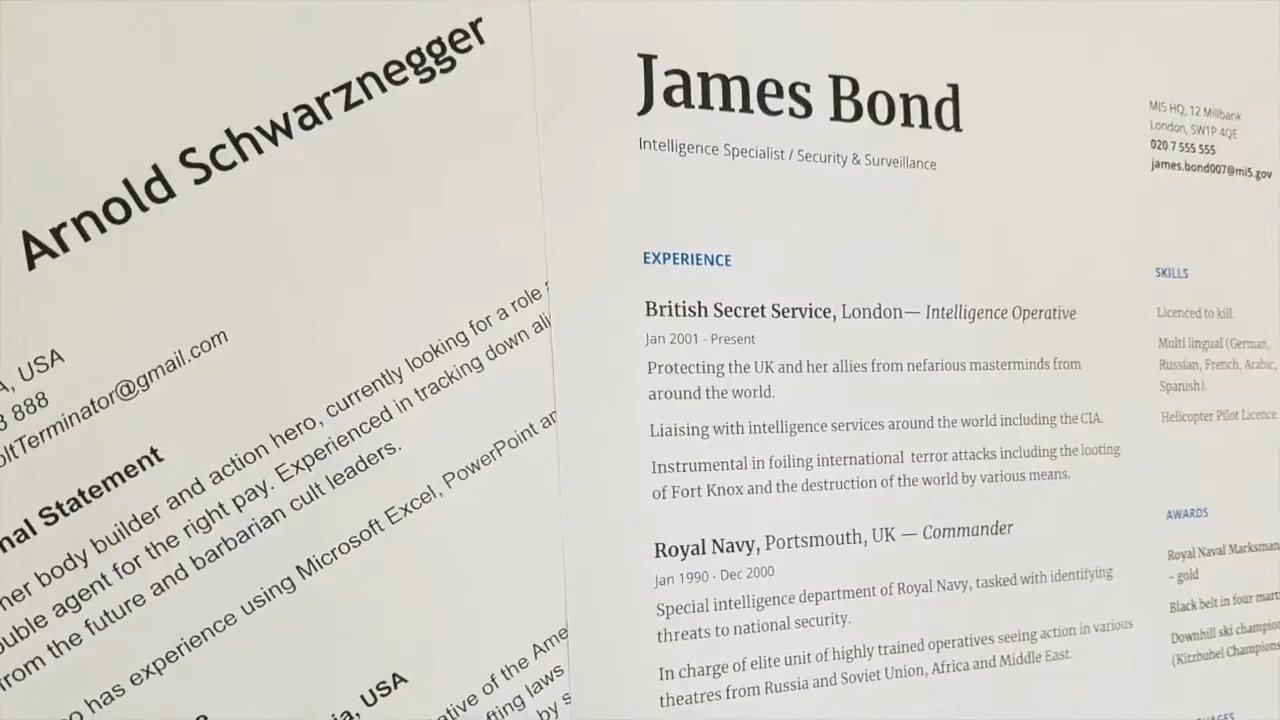 Arnold Schwarznegger
A, USA
888
ltTerminator@gmail.com
nal Statement
ner body builder and action hero, currently looking for a role
uble agent for the right pay. Experienced in tracking down ali
from the future and barbarian cult leaders.
o has experience using Microsoft Excel, PowerPoint an
ia, USA
ative of the Ame
fting laws
by s
James Bond
Intelligence Specialist / Security & Surveillance
MI5 HQ, 12 Millbank
London, SW1P 4QE
020 7 555 555
james.bond007@mi5.gov
EXPERIENCE
British Secret Service, London— Intelligence Operative
Jan 2001 - Present
Protecting the UK and her allies from nefarious masterminds from
around the world.
Liaising with intelligence services around the world including the CIA.
Instrumental in foiling international terror attacks including the looting
of Fort Knox and the destruction of the world by various means.
Royal Navy, Portsmouth, UK — Commander
Jan 1990 - Dec 2000
Special intelligence department of Royal Navy, tasked with identifying
threats to national security.
In charge of elite unit of highly trained operatives seeing action in various
theatres from Russia and Soviet Union, Africa and Middle East.
SKILLS
Licenced to kill.
Multi lingual (German,
Russian, French, Arabic,
Spanish).
Helicopter Pilot Licence
AWARDS
Royal Naval Marksman
- gold
Black belt in four mart
Downhill ski champio
(Kitzbuhel Champions